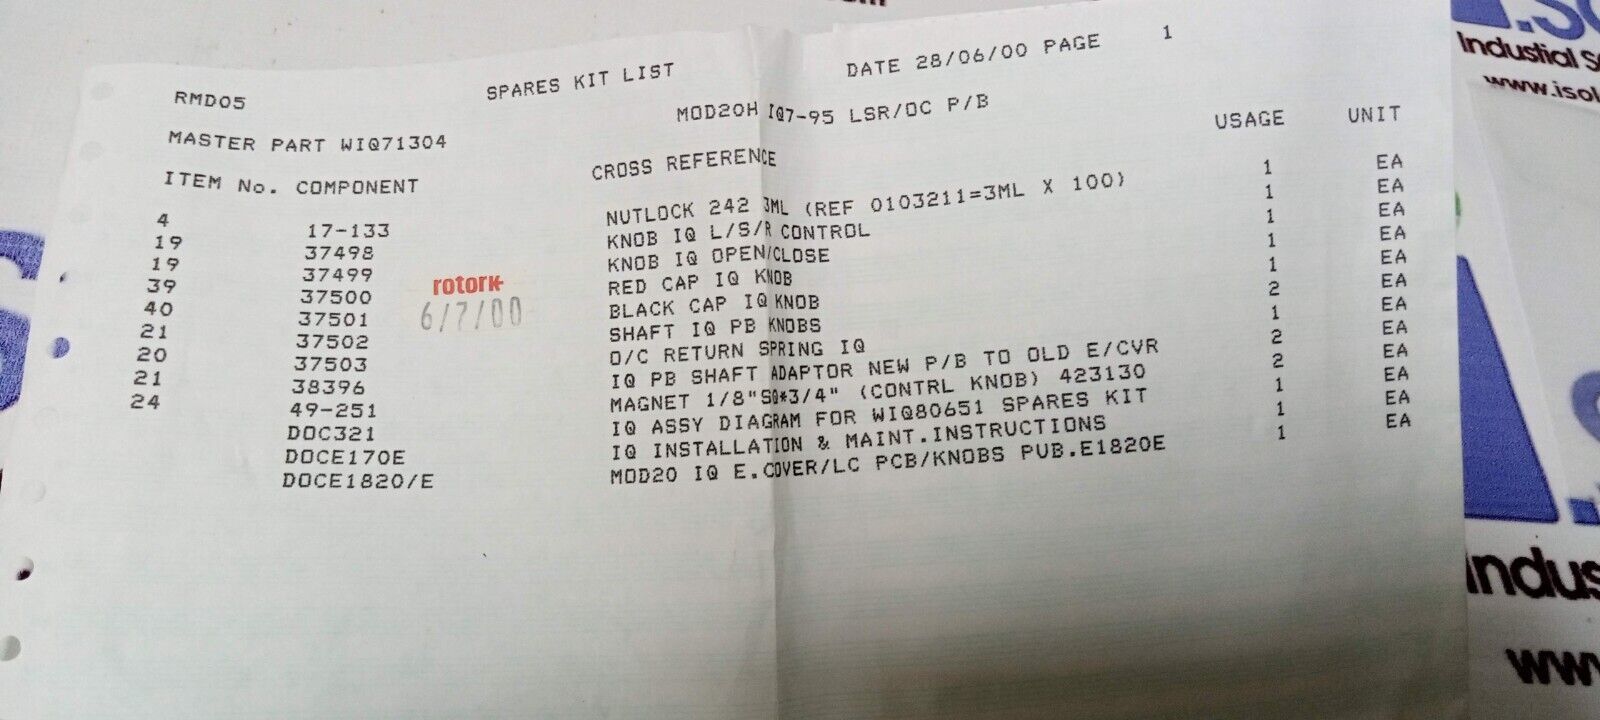 RMD05 SPARES KIT LIST DATE 28/06/00 PAGE 1
MASTER PART WIQ71304 MOD20H IQ7-95 LSR/OC P/B
ITEM No. COMPONENT CROSS REFERENCE USAGE UNIT
4 17-133 NUTLOCK 242 3ML (REF 0103211=3ML X 100) 1 EA
19 37498 KNOB IQ L/S/R CONTROL 1 EA
19 37499 KNOB IQ OPEN/CLOSE 1 EA
39 37500 RED CAP IQ KNOB 1 EA
40 37501 BLACK CAP IQ KNOB 1 EA
21 37502 SHAFT IQ PB KNOBS 2 EA
20 37503 O/C RETURN SPRING IQ 1 EA
21 38396 IQ PB SHAFT ADAPTOR NEW P/B TO OLD E/CVR 2 EA
24 49-251 MAGNET 1/8"SQ*3/4" (CONTRL KNOB) 423130 2 EA
DOC321 IQ ASSY DIAGRAM FOR WIQ80651 SPARES KIT 1 EA
DOCE170E IQ INSTALLATION & MAINT.INSTRUCTIONS 1 EA
DOCE1820/E MOD20 IQ E.COVER/LC PCB/KNOBS PUB.E1820E 1 EA
rotork
6/7/00
Industial S
www.isol
indus
www